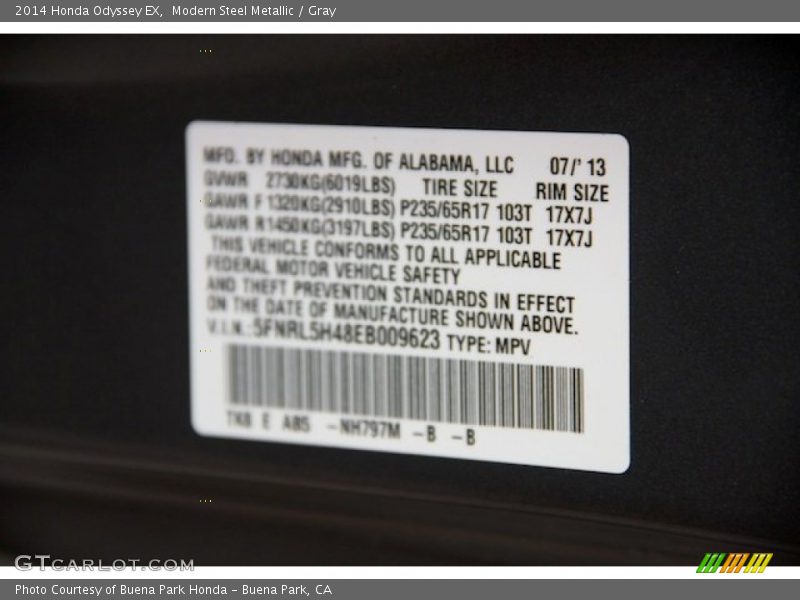 2014 Honda Odyssey EX,  Modern Steel Metallic / Gray
MFD. BY HONDA MFG. OF ALABAMA, LLC 07/' 13
GVWR 2730KG(6019LBS) TIRE SIZE RIM SIZE
GAWR F 1320KG(2910LBS) P235/65R17 103T 17X7J
GAWR R 1450KG(3197LBS) P235/65R17 103T 17X7J
THIS VEHICLE CONFORMS TO ALL APPLICABLE
FEDERAL MOTOR VEHICLE SAFETY
AND THEFT PREVENTION STANDARDS IN EFFECT
ON THE DATE OF MANUFACTURE SHOWN ABOVE.
V.I.N.: 5FNRL5H48EB009623 TYPE: MPV
TK8 E A85 -NH797M -B -B
GTCARLOT.COM
Photo Courtesy of Buena Park Honda – Buena Park, CA